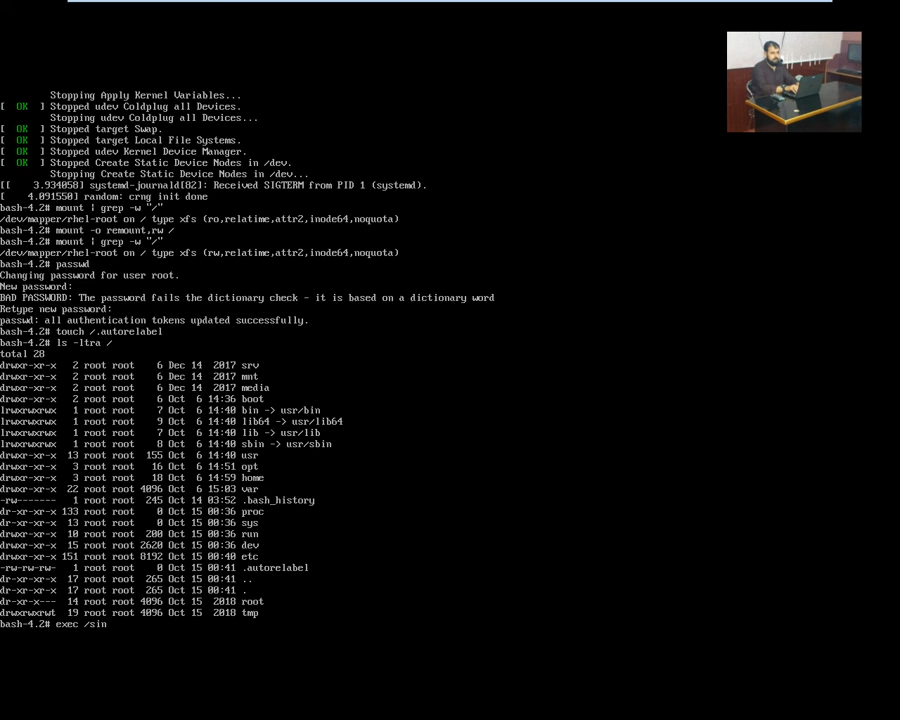 Stopping Apply Kernel Variables...
[  OK  ] Stopped udev Coldplug all Devices.
Stopping udev Coldplug all Devices...
[  OK  ] Stopped target Swap.
[  OK  ] Stopped target Local File Systems.
[  OK  ] Stopped udev Kernel Device Manager.
[  OK  ] Stopped Create Static Device Nodes in /dev.
Stopping Create Static Device Nodes in /dev...
[[    3.934058] systemd-journald[82]: Received SIGTERM from PID 1 (systemd).
[    4.091550] random: crng init done
bash-4.2# mount | grep -w "/"
/dev/mapper/rhel-root on / type xfs (ro,relatime,attr2,inode64,noquota)
bash-4.2# mount -o remount,rw /
bash-4.2# mount | grep -w "/"
/dev/mapper/rhel-root on / type xfs (rw,relatime,attr2,inode64,noquota)
bash-4.2# passwd
Changing password for user root.
New password:
BAD PASSWORD: The password fails the dictionary check - it is based on a dictionary word
Retype new password:
passwd: all authentication tokens updated successfully.
bash-4.2# touch /.autorelabel
bash-4.2# ls -ltra /
total 28
drwxr-xr-x   2 root root    6 Dec 14  2017 srv
drwxr-xr-x   2 root root    6 Dec 14  2017 mnt
drwxr-xr-x   2 root root    6 Dec 14  2017 media
drwxr-xr-x   2 root root    6 Oct  6 14:36 boot
lrwxrwxrwx   1 root root    7 Oct  6 14:40 bin -> usr/bin
lrwxrwxrwx   1 root root    9 Oct  6 14:40 lib64 -> usr/lib64
lrwxrwxrwx   1 root root    7 Oct  6 14:40 lib -> usr/lib
lrwxrwxrwx   1 root root    8 Oct  6 14:40 sbin -> usr/sbin
drwxr-xr-x  13 root root  155 Oct  6 14:40 usr
drwxr-xr-x   3 root root   16 Oct  6 14:51 opt
drwxr-xr-x   3 root root   18 Oct  6 14:59 home
drwxr-xr-x  22 root root 4096 Oct  6 15:03 var
-rw-------   1 root root  245 Oct 14 03:52 .bash_history
dr-xr-xr-x 133 root root    0 Oct 15 00:36 proc
dr-xr-xr-x  13 root root    0 Oct 15 00:36 sys
drwxr-xr-x  10 root root  200 Oct 15 00:36 run
drwxr-xr-x  15 root root 2620 Oct 15 00:36 dev
drwxr-xr-x 151 root root 8192 Oct 15 00:40 etc
-rw-rw-rw-   1 root root    0 Oct 15 00:41 .autorelabel
dr-xr-xr-x  17 root root  265 Oct 15 00:41 ..
dr-xr-xr-x  17 root root  265 Oct 15 00:41 .
dr-xr-x---  14 root root 4096 Oct 15  2018 root
drwxrwxrwt  19 root root 4096 Oct 15  2018 tmp
bash-4.2# exec /sin